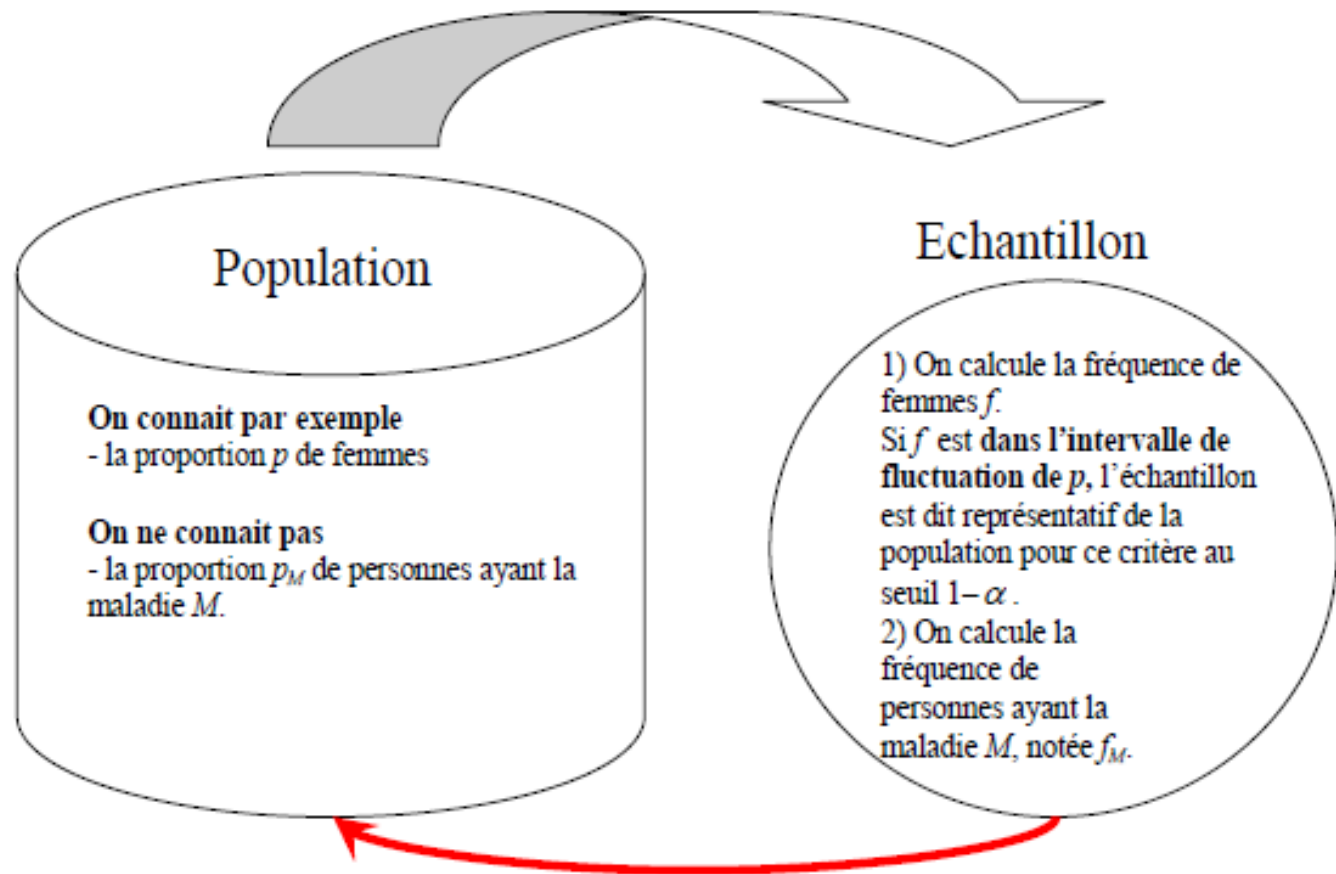 Population
On connait par exemple
- la proportion p de femmes
On ne connait pas
- la proportion pM de personnes ayant la
maladie M.
Echantillon
1) On calcule la fréquence de
femmes f.
Si f est dans l’intervalle de
fluctuation de p, l’échantillon
est dit représentatif de la
population pour ce critère au
seuil 1– α .
2) On calcule la
fréquence de
personnes ayant la
maladie M, notée fM.